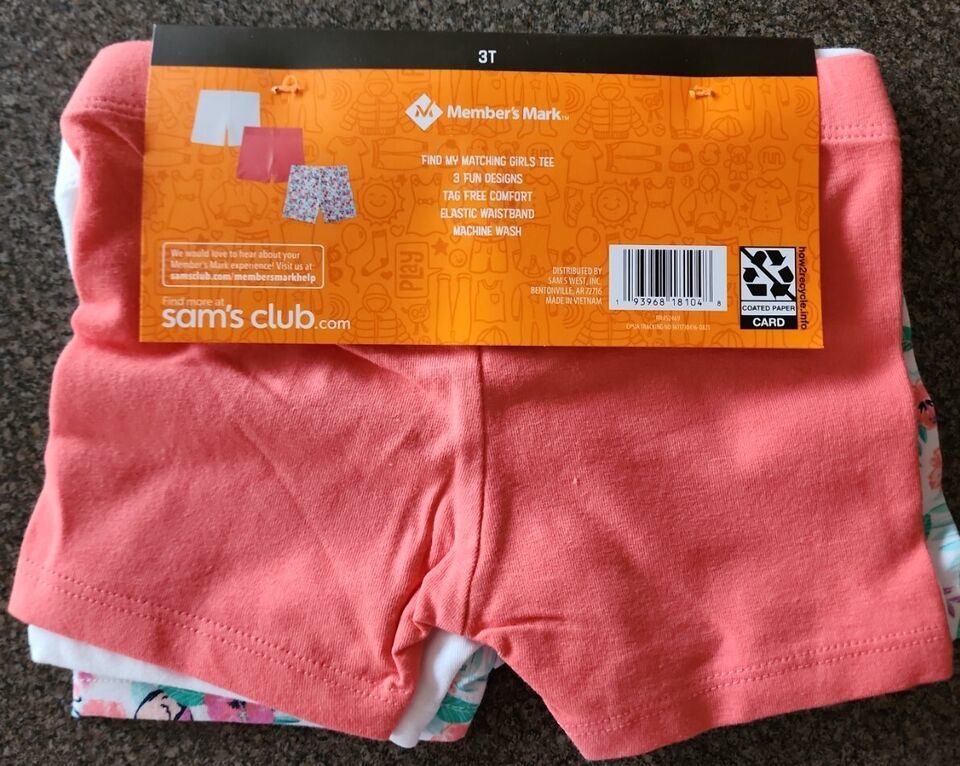 3T
Member's Mark™
FIND MY MATCHING GIRLS TEE
3 FUN DESIGNS
TAG FREE COMFORT
ELASTIC WAISTBAND
MACHINE WASH
We would love to hear about your
Member's Mark experience! Visit us at:
samsclub.com/membersmarkhelp
Find more at
sam's club.com
DISTRIBUTED BY
SAM'S WEST, INC.
BENTONVILLE, AR 72716
MADE IN VIETNAM
1 93968 18104 8
COATED PAPER
CARD
how2recycle.info
Play
FUN